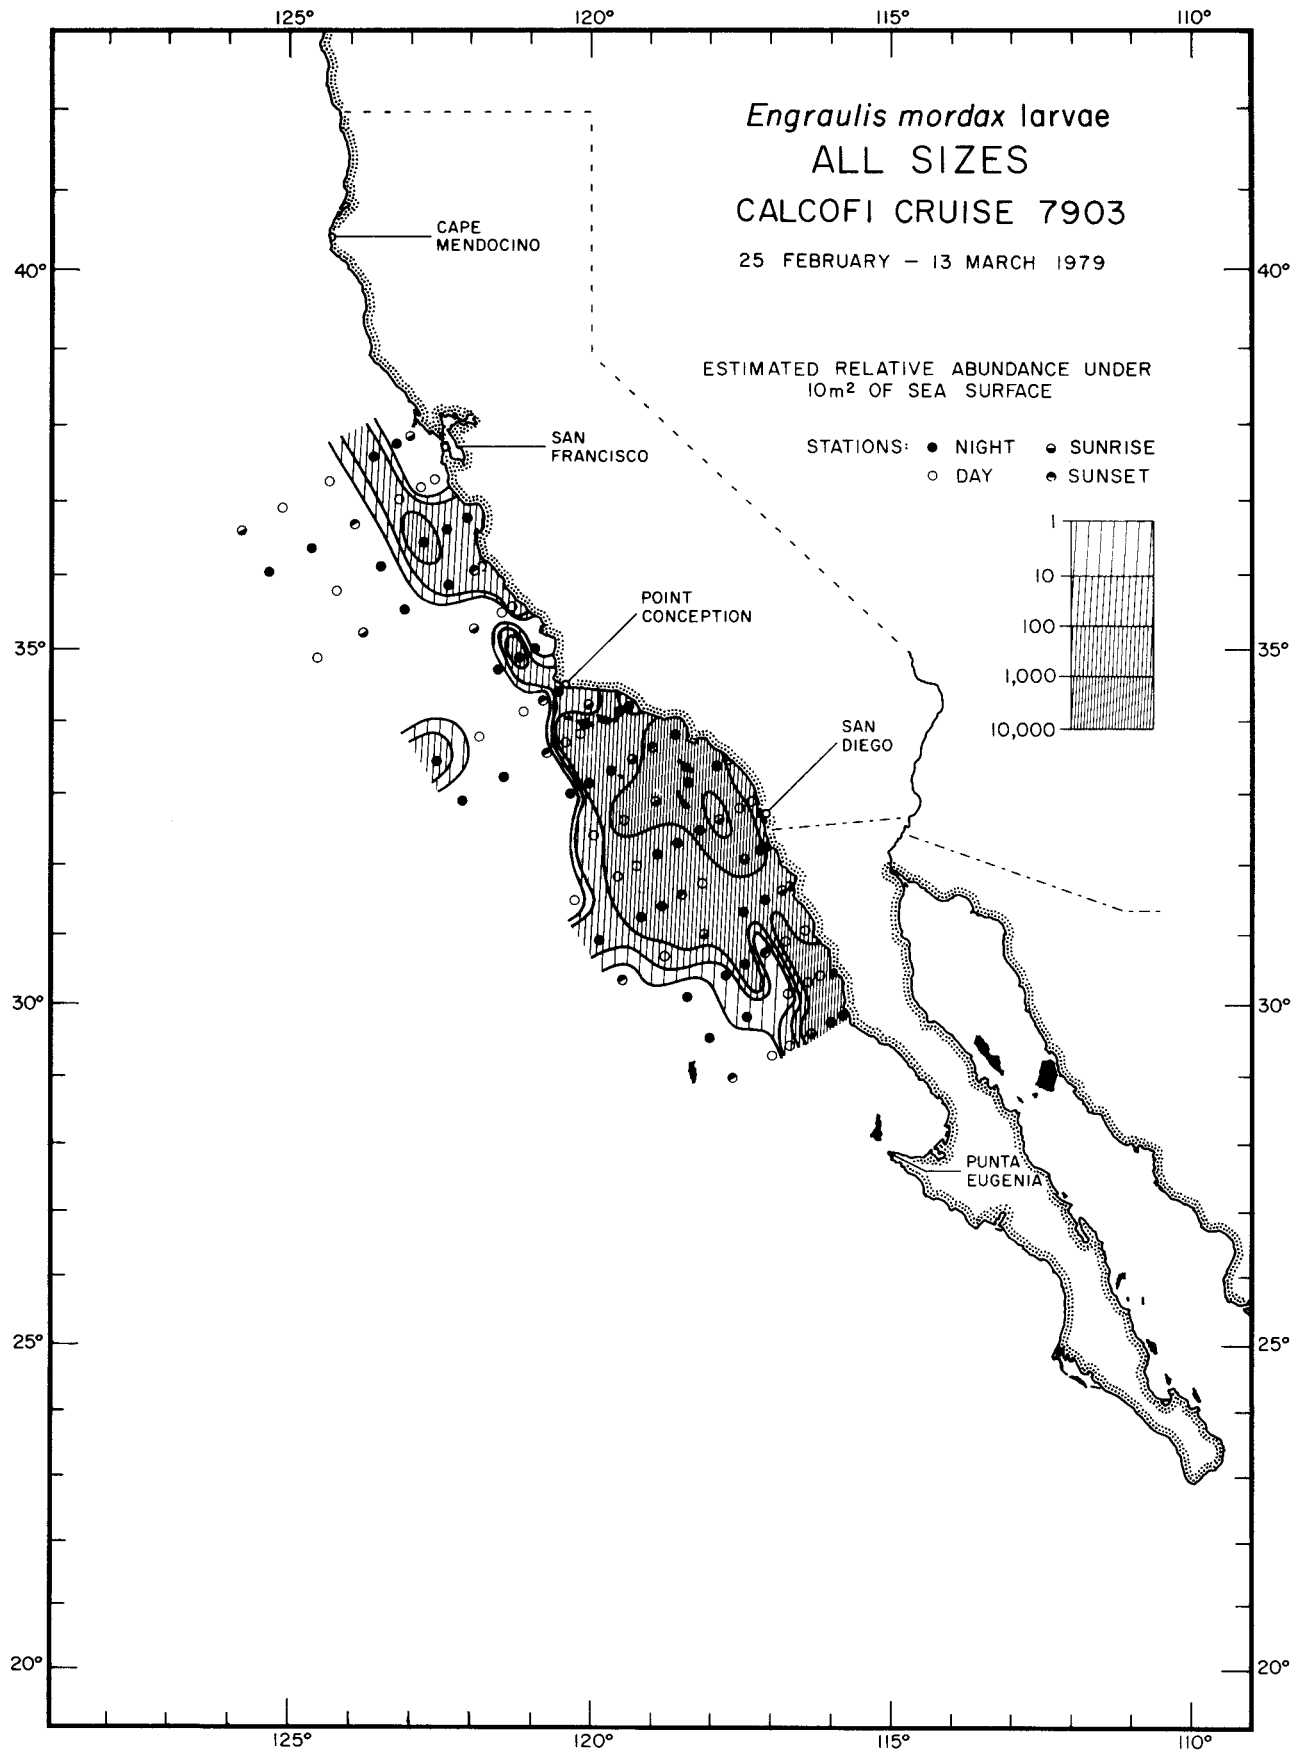 125° 120° 115° 110°
Engraulis mordax larvae
ALL SIZES
CALCOFI CRUISE 7903
25 FEBRUARY – 13 MARCH 1979
CAPE
MENDOCINO
40° 40°
ESTIMATED RELATIVE ABUNDANCE UNDER
10m² OF SEA SURFACE
STATIONS: ● NIGHT SUNRISE
○ DAY SUNSET
SAN
FRANCISCO
1
10
100
1,000
10,000
POINT
CONCEPTION
35° 35°
SAN
DIEGO
30° 30°
PUNTA
EUGENIA
25° 25°
20° 20°
125° 120° 115° 110°